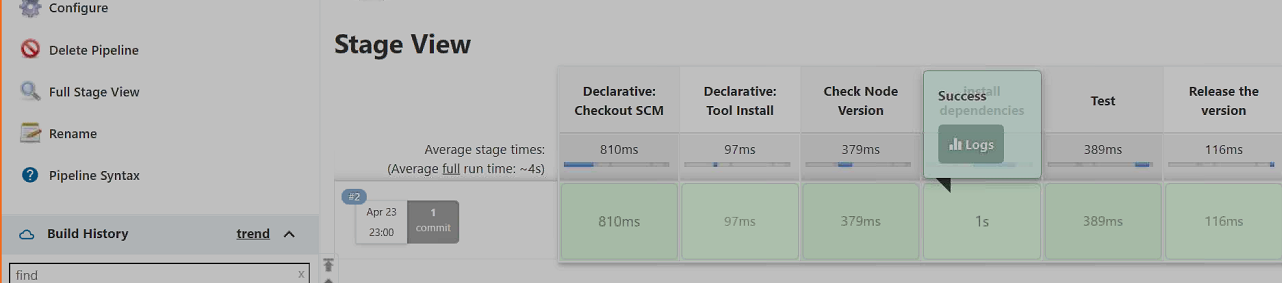 Configure
Delete Pipeline
Full Stage View
Rename
Pipeline Syntax
Build History trend
find x
Stage View
Declarative:
Checkout SCM
Declarative:
Tool Install
Check Node
Version
install
dependencies
Success
Logs
Test
Release the
version
Average stage times:
(Average full run time: ~4s)
810ms
97ms
379ms
389ms
116ms
#2
Apr 23
23:00
1
commit
810ms
97ms
379ms
1s
389ms
116ms